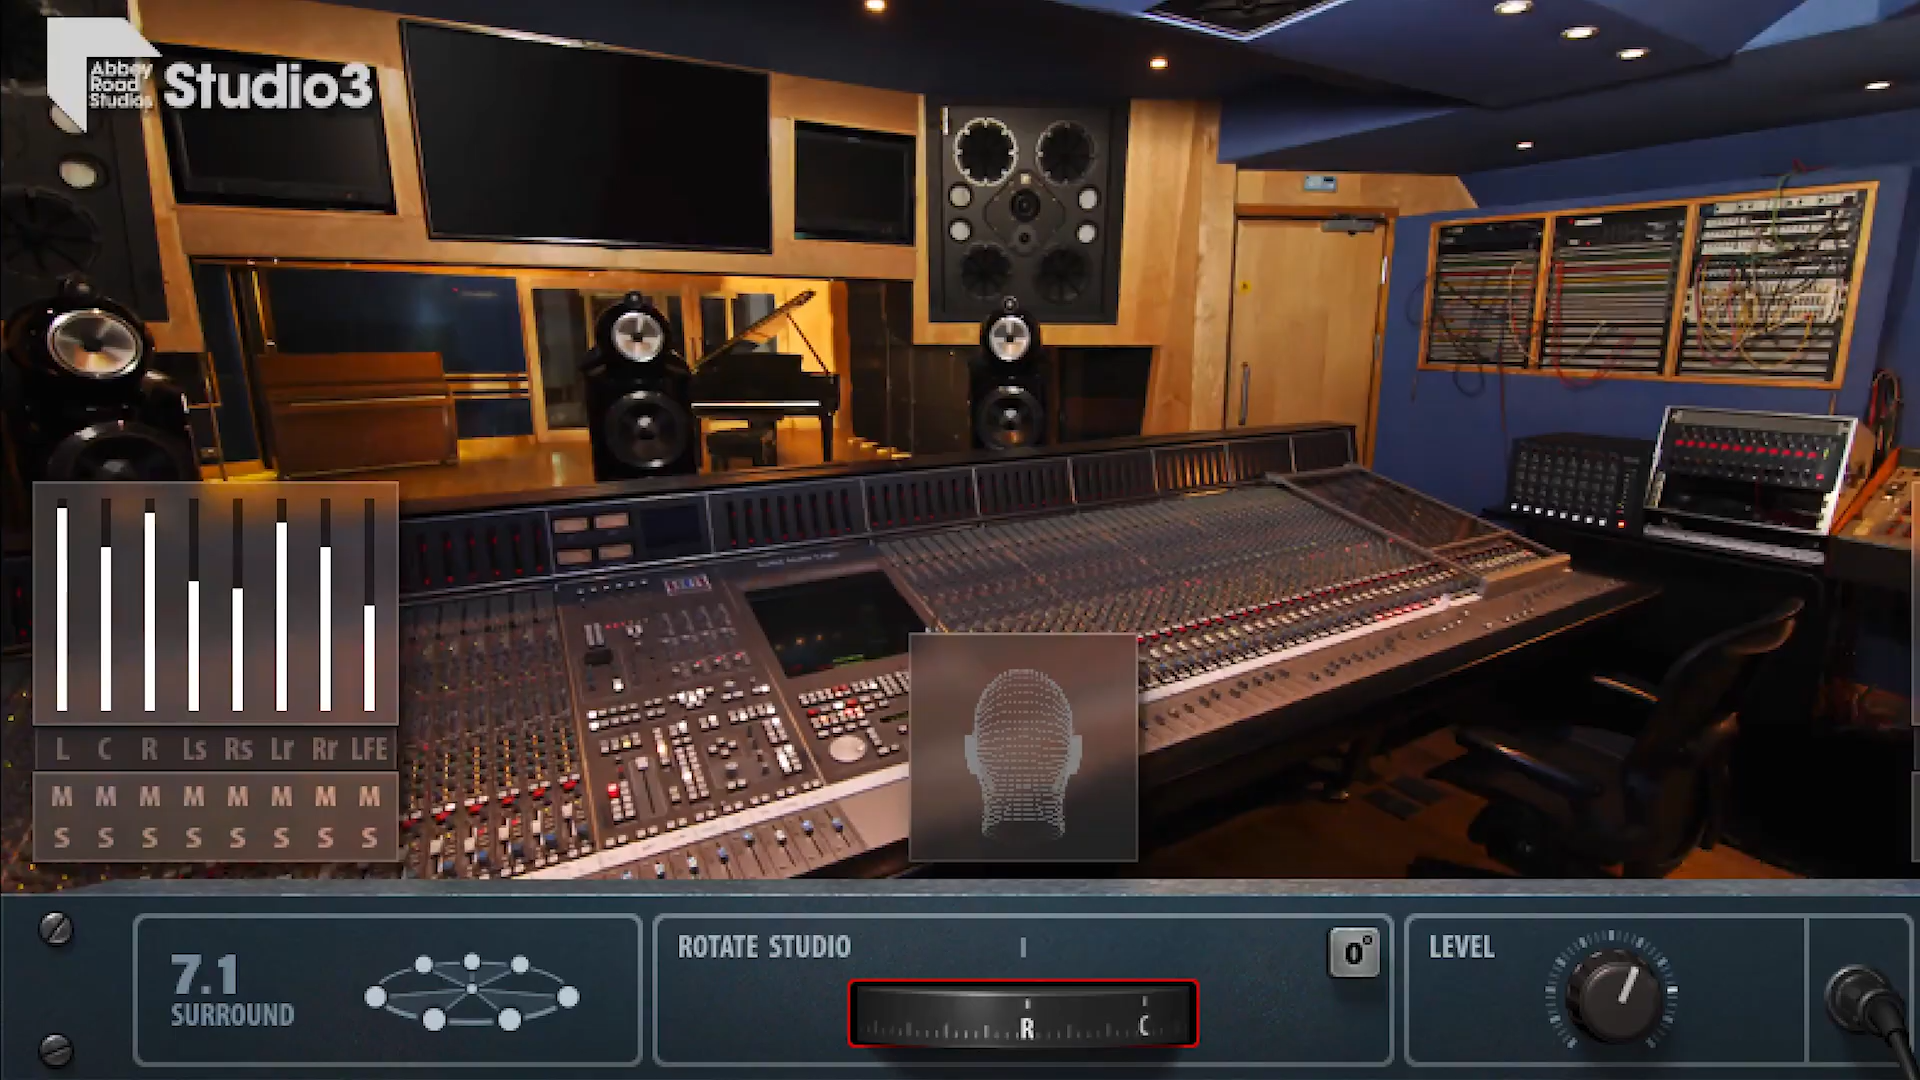 Abbey
Road
Studios
Studio3
L C R Ls Rs Lr Rr LFE
M M M M M M M M
S S S S S S S S
7.1
SURROUND
ROTATE STUDIO
0°
R C
LEVEL